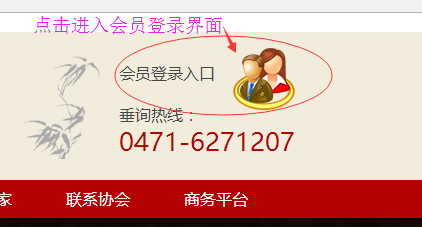 点击进入会员登录界面
会员登录入口
垂询热线：
0471-6271207
家 联系协会 商务平台